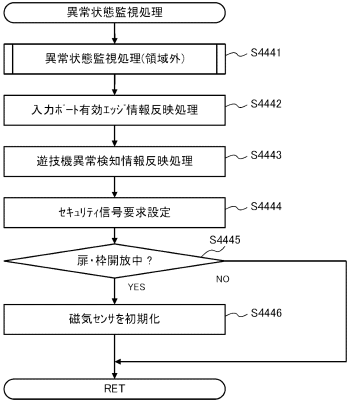 異常状態監視処理
異常状態監視処理(領域外)
S4441
入力ポート有効エッジ情報反映処理
S4442
遊技機異常検知情報反映処理
S4443
セキュリティ信号要求設定
S4444
扉・枠開放中？
S4445
YES
NO
磁気センサを初期化
S4446
RET